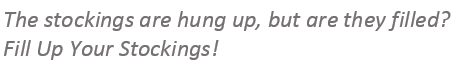 The stockings are hung up, but are they filled?
Fill Up Your Stockings!